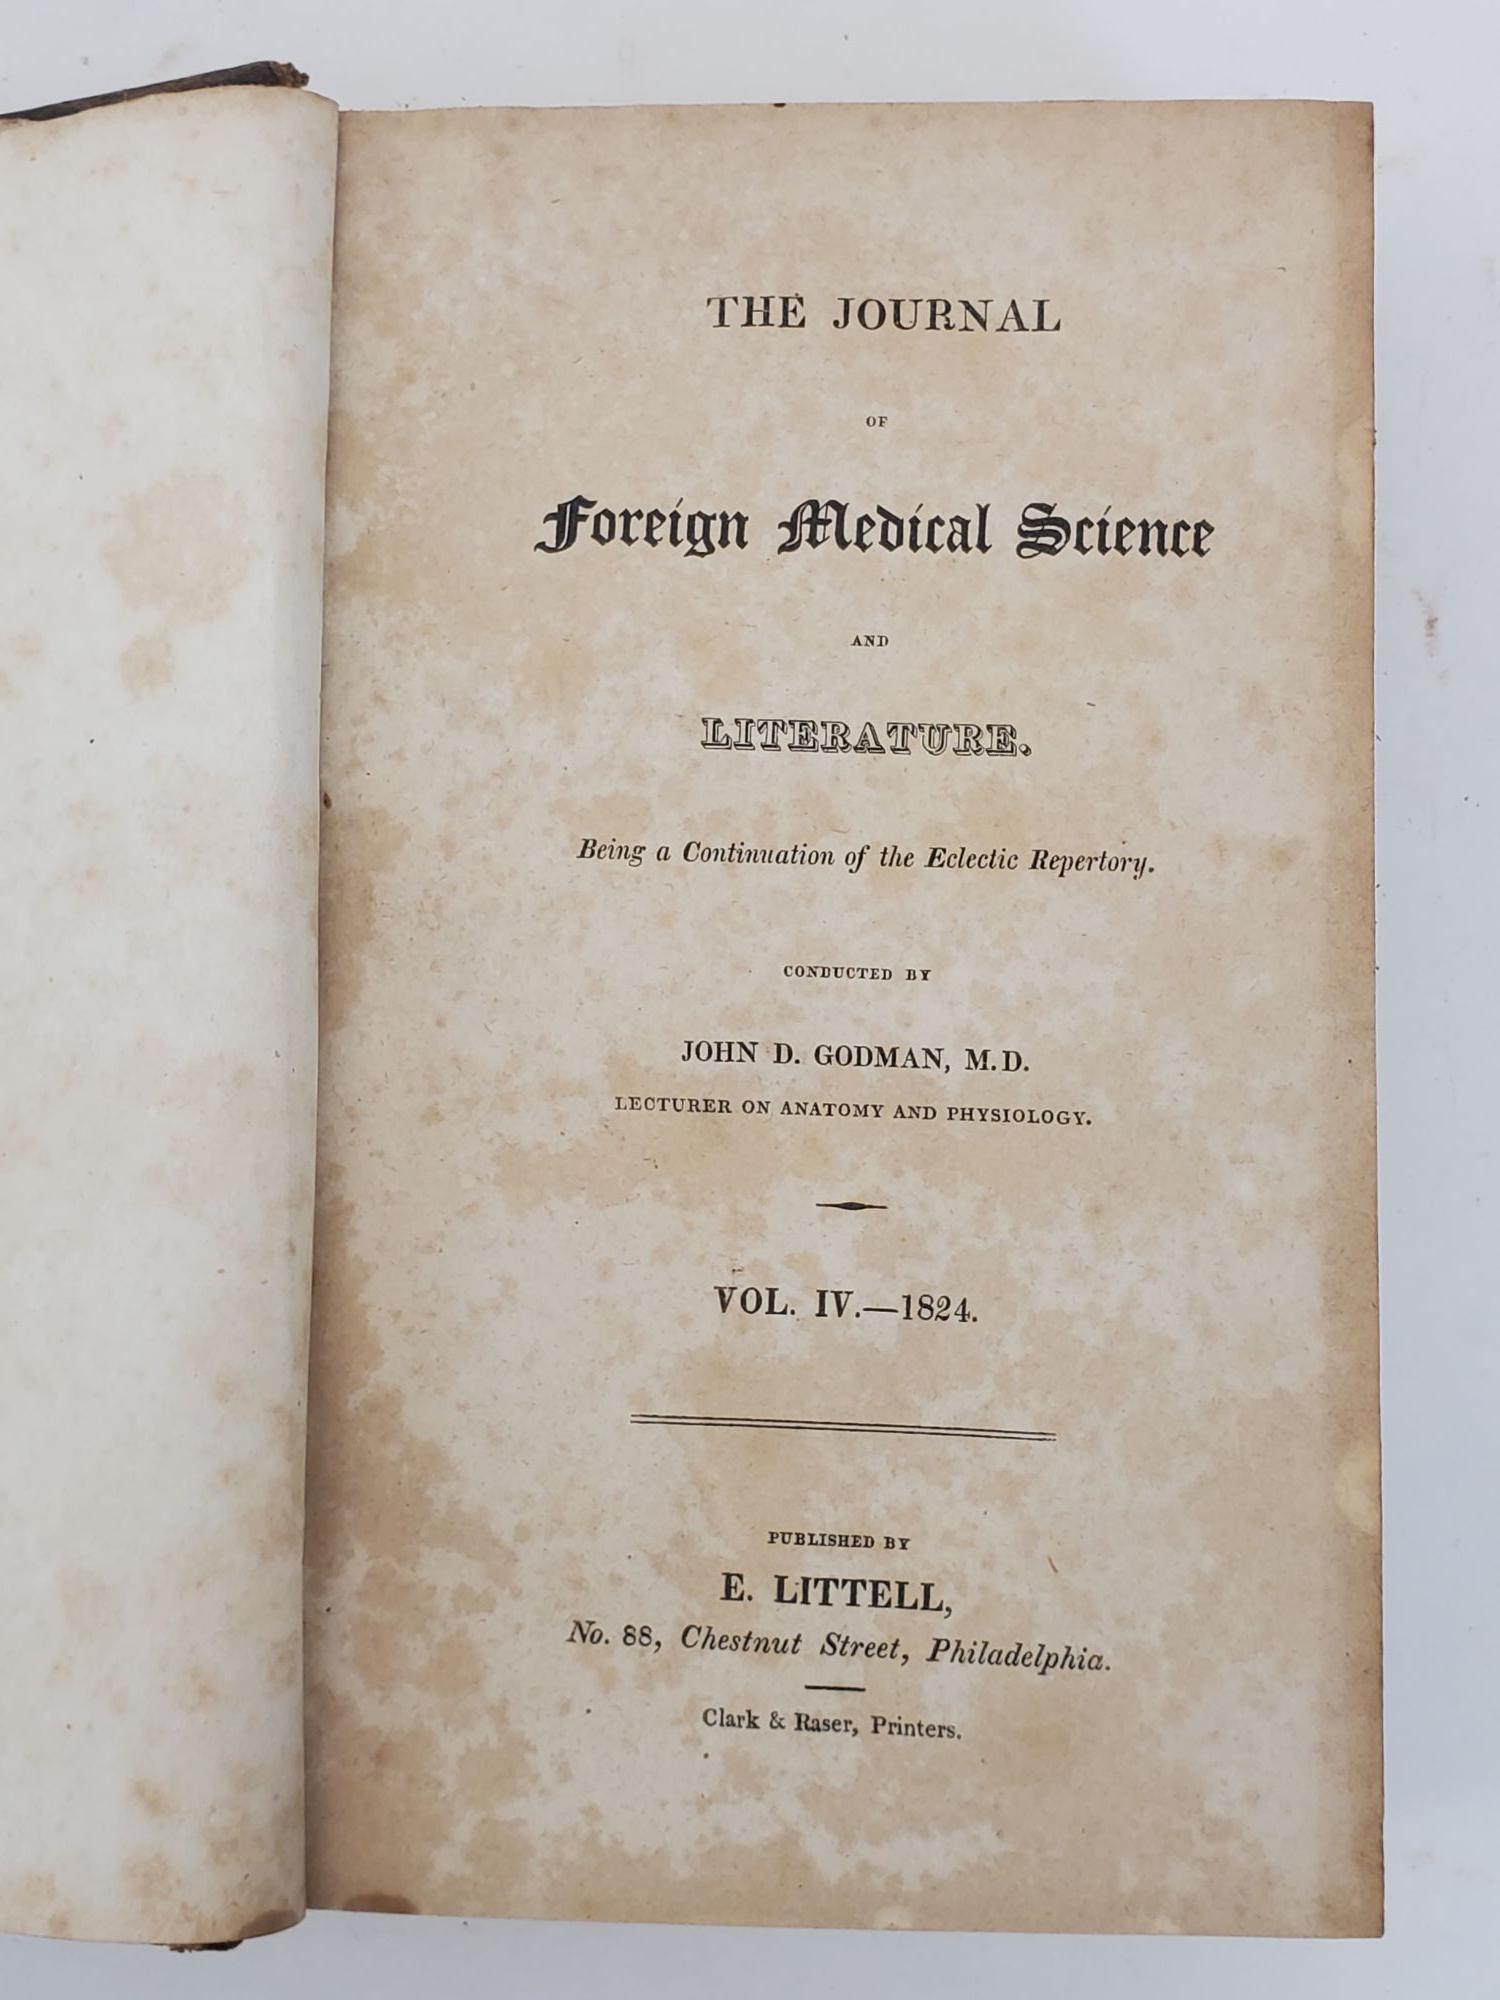 THE JOURNAL
OF
Foreign Medical Science
AND
LITERATURE.
Being a Continuation of the Eclectic Repertory.
CONDUCTED BY
JOHN D. GODMAN, M.D.
LECTURER ON ANATOMY AND PHYSIOLOGY.
VOL. IV.—1824.
PUBLISHED BY
E. LITTELL,
No. 88, Chestnut Street, Philadelphia.
Clark & Raser, Printers.